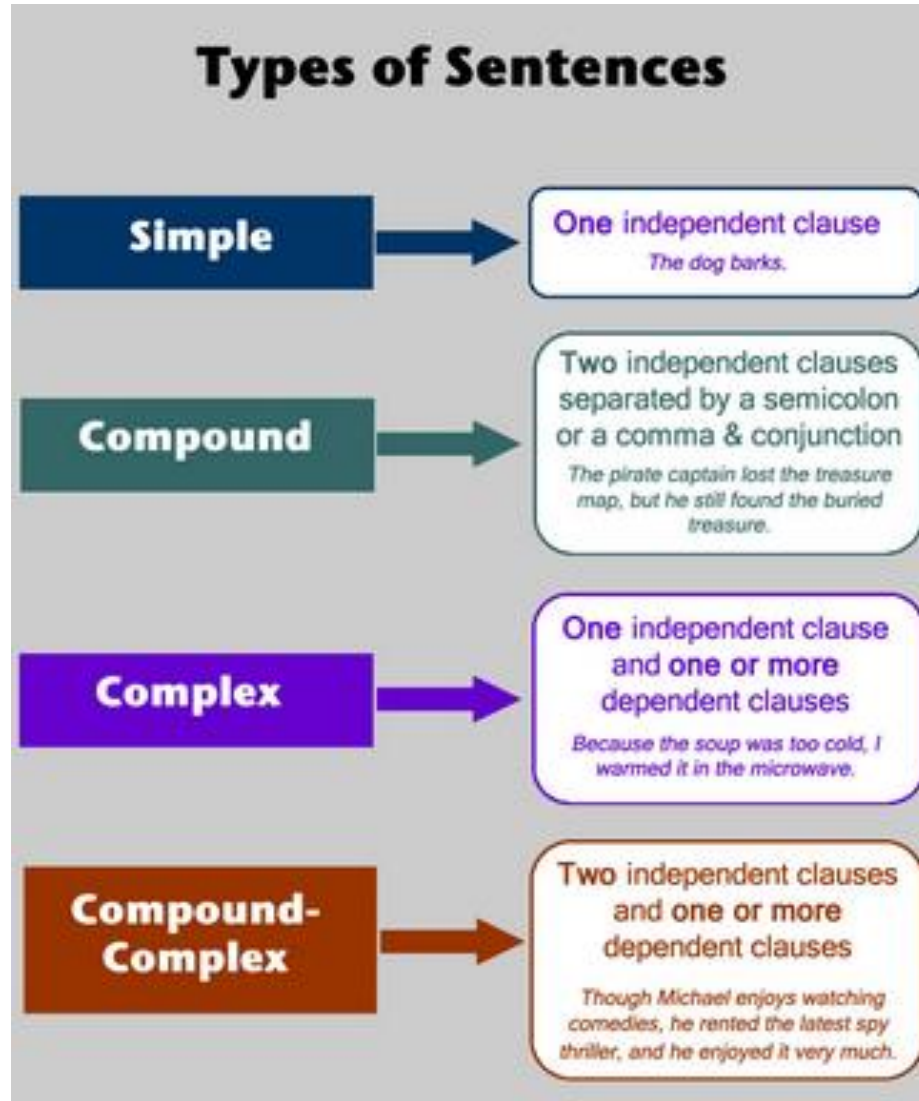 Types of Sentences
Simple
One independent clause
The dog barks.
Compound
Two independent clauses
separated by a semicolon
or a comma & conjunction
The pirate captain lost the treasure
map, but he still found the buried
treasure.
Complex
One independent clause
and one or more
dependent clauses
Because the soup was too cold, I
warmed it in the microwave.
Compound-
Complex
Two independent clauses
and one or more
dependent clauses
Though Michael enjoys watching
comedies, he rented the latest spy
thriller, and he enjoyed it very much.